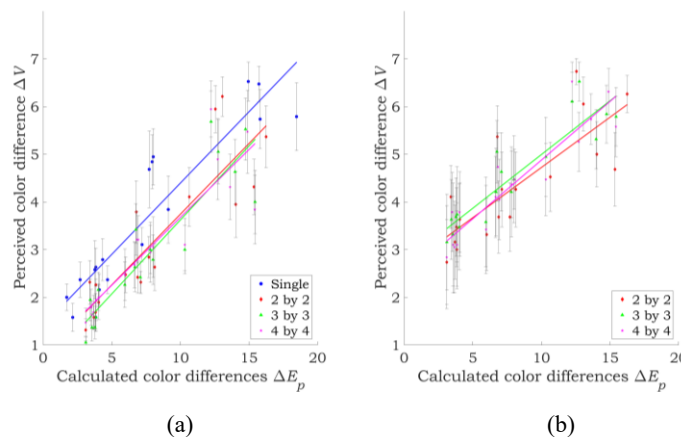 7
6
5
4
3
2
1
0 5 10 15 20
Perceived color difference ΔV
Calculated color differences ΔE_p
Single
2 by 2
3 by 3
4 by 4
(a)
7
6
5
4
3
2
1
0 5 10 15 20
Perceived color difference ΔV
Calculated color differences ΔE_p
2 by 2
3 by 3
4 by 4
(b)